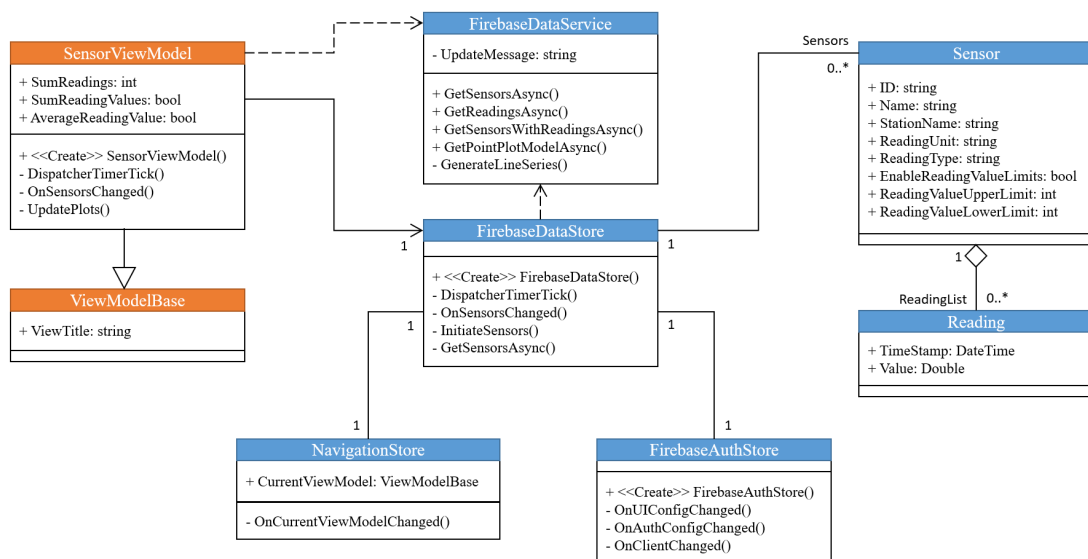 SensorViewModel
+ SumReadings: int
+ SumReadingValues: bool
+ AverageReadingValue: bool
+ <<Create>> SensorViewModel()
- DispatcherTimerTick()
- OnSensorsChanged()
- UpdatePlots()
ViewModelBase
+ ViewTitle: string
FirebaseDataService
- UpdateMessage: string
+ GetSensorsAsync()
+ GetReadingsAsync()
+ GetSensorsWithReadingsAsync()
+ GetPointPlotModelAsync()
- GenerateLineSeries()
1
FirebaseDataStore
1
+ <<Create>> FirebaseDataStore()
- DispatcherTimerTick()
- OnSensorsChanged()
- InitiateSensors()
- GetSensorsAsync()
1
1
Sensors
0..*
Sensor
+ ID: string
+ Name: string
+ StationName: string
+ ReadingUnit: string
+ ReadingType: string
+ EnableReadingValueLimits: bool
+ ReadingValueUpperLimit: int
+ ReadingValueLowerLimit: int
1
ReadingList
0..*
Reading
+ TimeStamp: DateTime
+ Value: Double
1
NavigationStore
+ CurrentViewModel: ViewModelBase
- OnCurrentViewModelChanged()
1
FirebaseAuthStore
+ <<Create>> FirebaseAuthStore()
- OnUIConfigChanged()
- OnAuthConfigChanged()
- OnClientChanged()